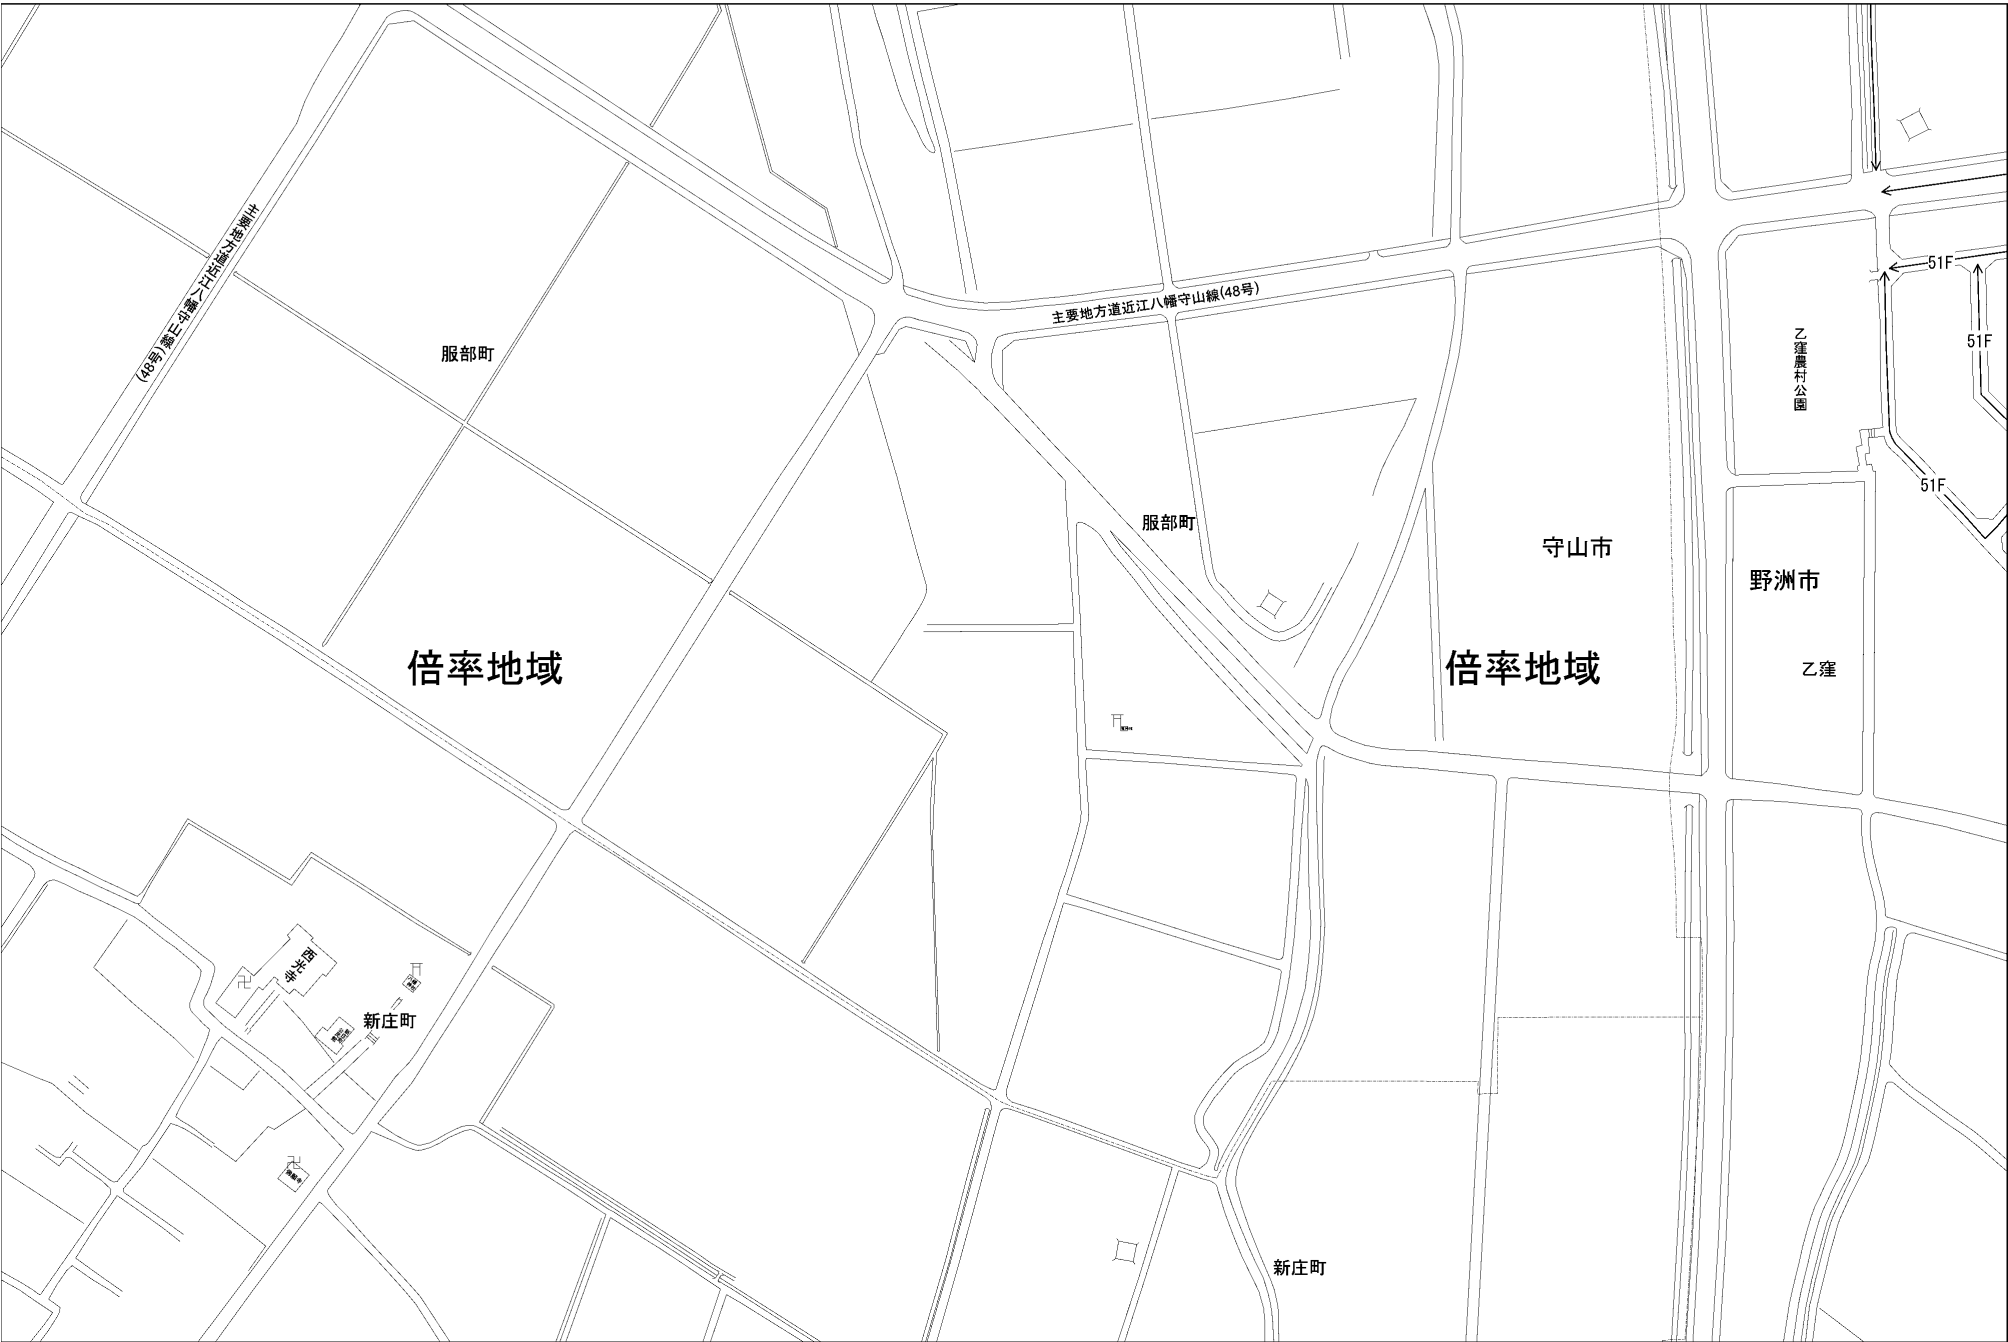 主要地方道近江八幡守山線
(48号)
服部町
主要地方道近江八幡守山線(48号)
51F
51F
乙窪農村公園
51F
服部町
守山市
野洲市
倍率地域
倍率地域
乙窪
西光寺
新庄町
新庄町